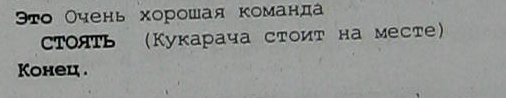 Это Очень хорошая команда
СТОЯТЬ (Кукарача стоит на месте)
Конец.